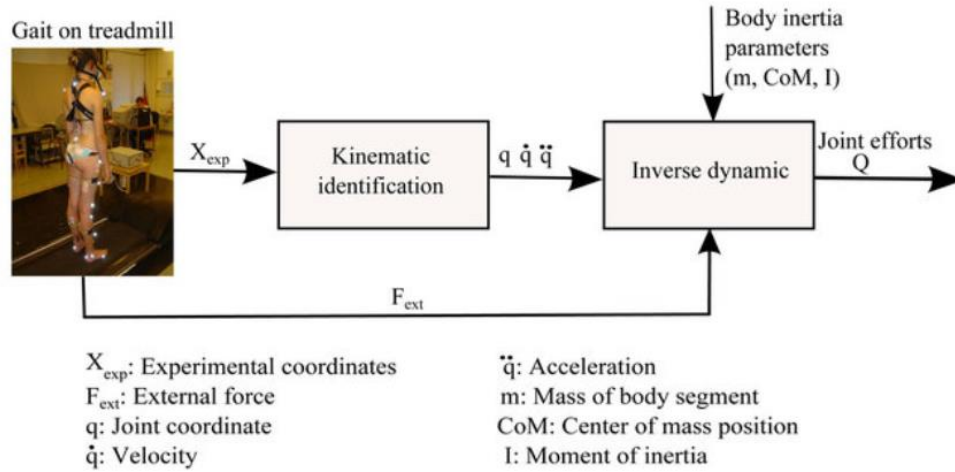 Gait on treadmill
Body inertia
parameters
(m, CoM, I)
X_exp
Kinematic
identification
q q̇ q̈
Inverse dynamic
Joint efforts
Q
F_ext
X_exp: Experimental coordinates
F_ext: External force
q: Joint coordinate
q̇: Velocity
q̈: Acceleration
m: Mass of body segment
CoM: Center of mass position
I: Moment of inertia